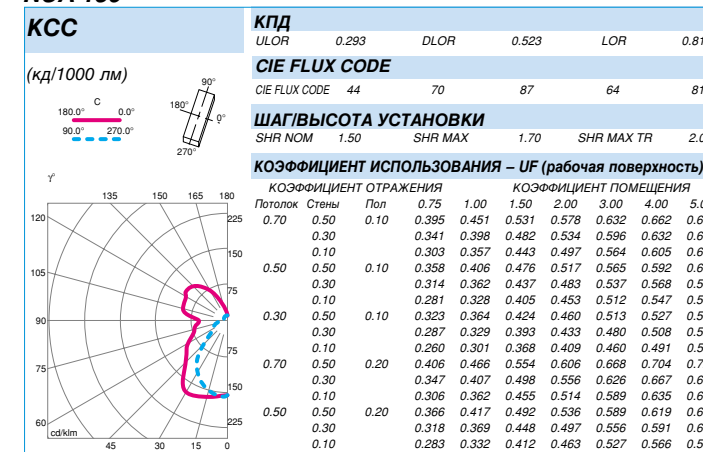 КСС
(кд/1000 лм)
C
180.0° 0.0°
90.0° 270.0°
90°
180° 0°
270°
КПД
ULOR 0.293 DLOR 0.523 LOR
CIE FLUX CODE
CIE FLUX CODE 44 70 87 64 81
ШАГ/ВЫСОТА УСТАНОВКИ
SHR NOM 1.50 SHR MAX 1.70 SHR MAX TR
КОЭФФИЦИЕНТ ИСПОЛЬЗОВАНИЯ – UF (рабочая поверхность)
КОЭФФИЦИЕНТ ОТРАЖЕНИЯ КОЭФФИЦИЕНТ ПОМЕЩЕНИЯ
Потолок Стены Пол 0.75 1.00 1.50 2.00 3.00 4.00
0.70 0.50 0.10 0.395 0.451 0.531 0.578 0.632 0.662
0.30 0.341 0.398 0.482 0.534 0.596 0.632
0.10 0.303 0.357 0.443 0.497 0.564 0.605
0.50 0.50 0.10 0.358 0.406 0.476 0.517 0.565 0.592
0.30 0.314 0.362 0.437 0.483 0.537 0.568
0.10 0.281 0.328 0.405 0.453 0.512 0.547
0.30 0.50 0.10 0.323 0.364 0.424 0.460 0.513 0.527
0.30 0.287 0.329 0.393 0.433 0.480 0.508
0.10 0.260 0.301 0.368 0.409 0.460 0.491
0.70 0.50 0.20 0.406 0.466 0.554 0.606 0.668 0.704
0.30 0.347 0.407 0.498 0.556 0.626 0.667
0.10 0.306 0.362 0.455 0.514 0.589 0.635
0.50 0.50 0.20 0.366 0.417 0.492 0.536 0.589 0.619
0.30 0.318 0.369 0.448 0.497 0.556 0.591
0.10 0.283 0.332 0.412 0.463 0.527 0.566
γ°
135 150 165 180
120 225
150
105
75
90
75
75
150
60 225
cd/klm
45 30 15 0